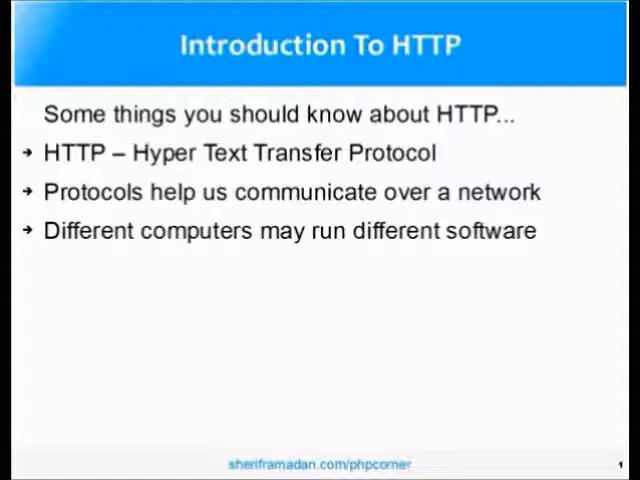 Introduction To HTTP
Some things you should know about HTTP...
➔ HTTP – Hyper Text Transfer Protocol
➔ Protocols help us communicate over a network
➔ Different computers may run different software
sheriframadan.com/phpcorner
1